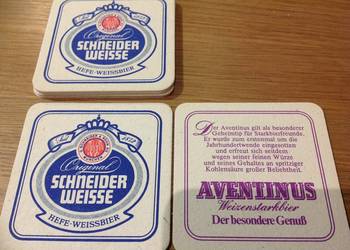 Original
SCHNEIDER
WEISSE
HEFE-WEISSBIER
Seit 1872
Original
SCHNEIDER
WEISSE
HEFE-WEISSBIER
Der Aventinus gilt als besonderer
Geheimtip für Starkbierfreunde.
Er wurde zum erstenmal um die
Jahrhundertwende eingesotten
und erfreut sich seitdem
wegen seiner feinen Würze
und seines Gehaltes an spritziger
Kohlensäure großer Beliebtheit.
AVENTINUS
Weizenstarkbier
Der besondere Genuß